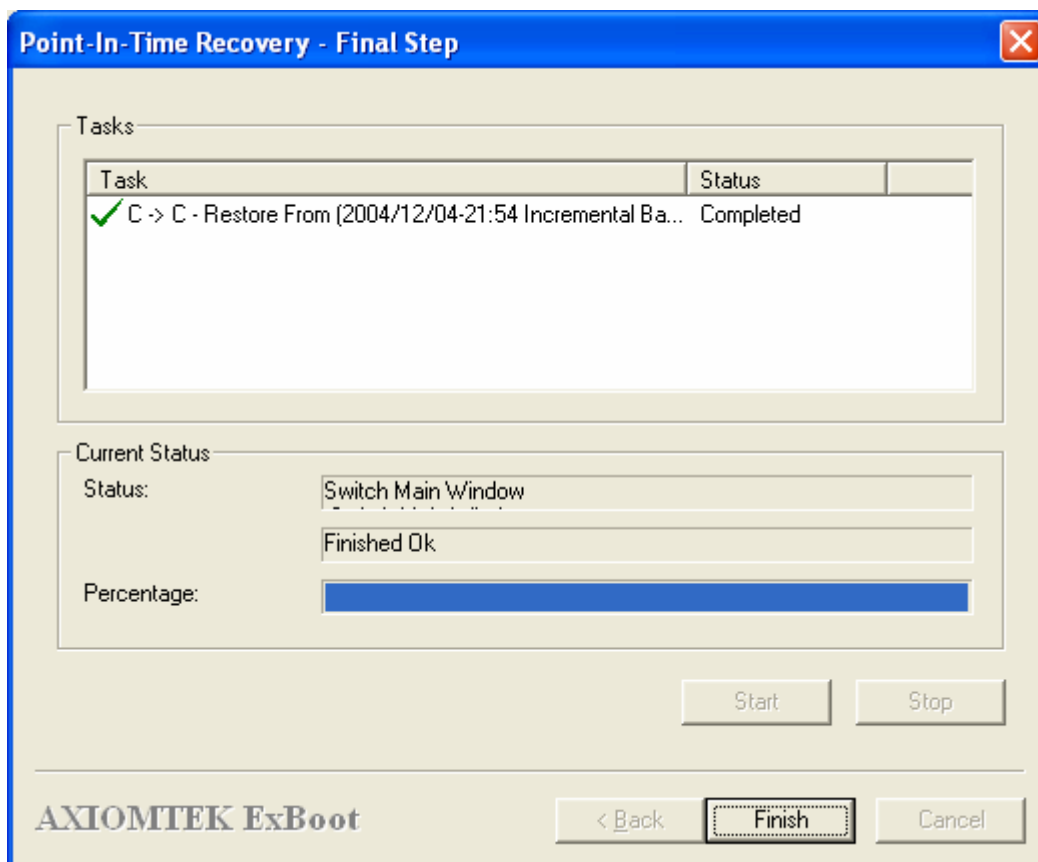 Point-In-Time Recovery - Final Step
Tasks
Task Status
C -> C - Restore From (2004/12/04-21:54 Incremental Ba... Completed
Current Status
Status: Switch Main Window
Finished Ok
Percentage:
Start Stop
AXIOMTEK ExBoot < Back Finish Cancel